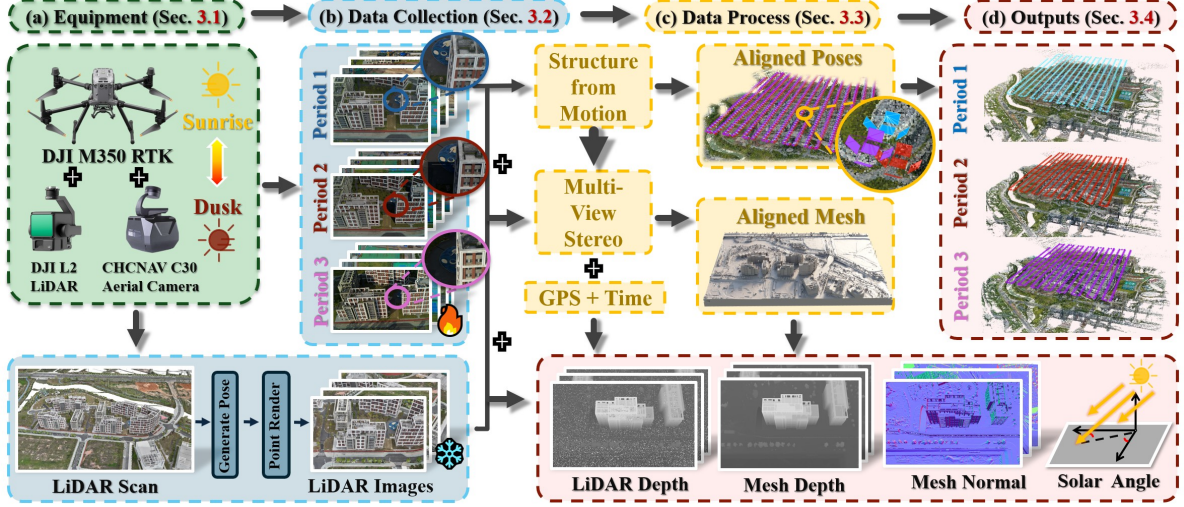 (a) Equipment (Sec. 3.1)
(b) Data Collection (Sec. 3.2)
(c) Data Process (Sec. 3.3)
(d) Outputs (Sec. 3.4)
Sunrise
DJI M350 RTK
Dusk
DJI L2
LiDAR
CHCNAV C30
Aerial Camera
Period 1
Period 2
Period 3
Structure
from
Motion
Multi-
View
Stereo
GPS + Time
Aligned Poses
Aligned Mesh
Period 1
Period 2
Period 3
LiDAR Scan
Generate Pose
Point Render
LiDAR Images
LiDAR Depth
Mesh Depth
Mesh Normal
Solar Angle